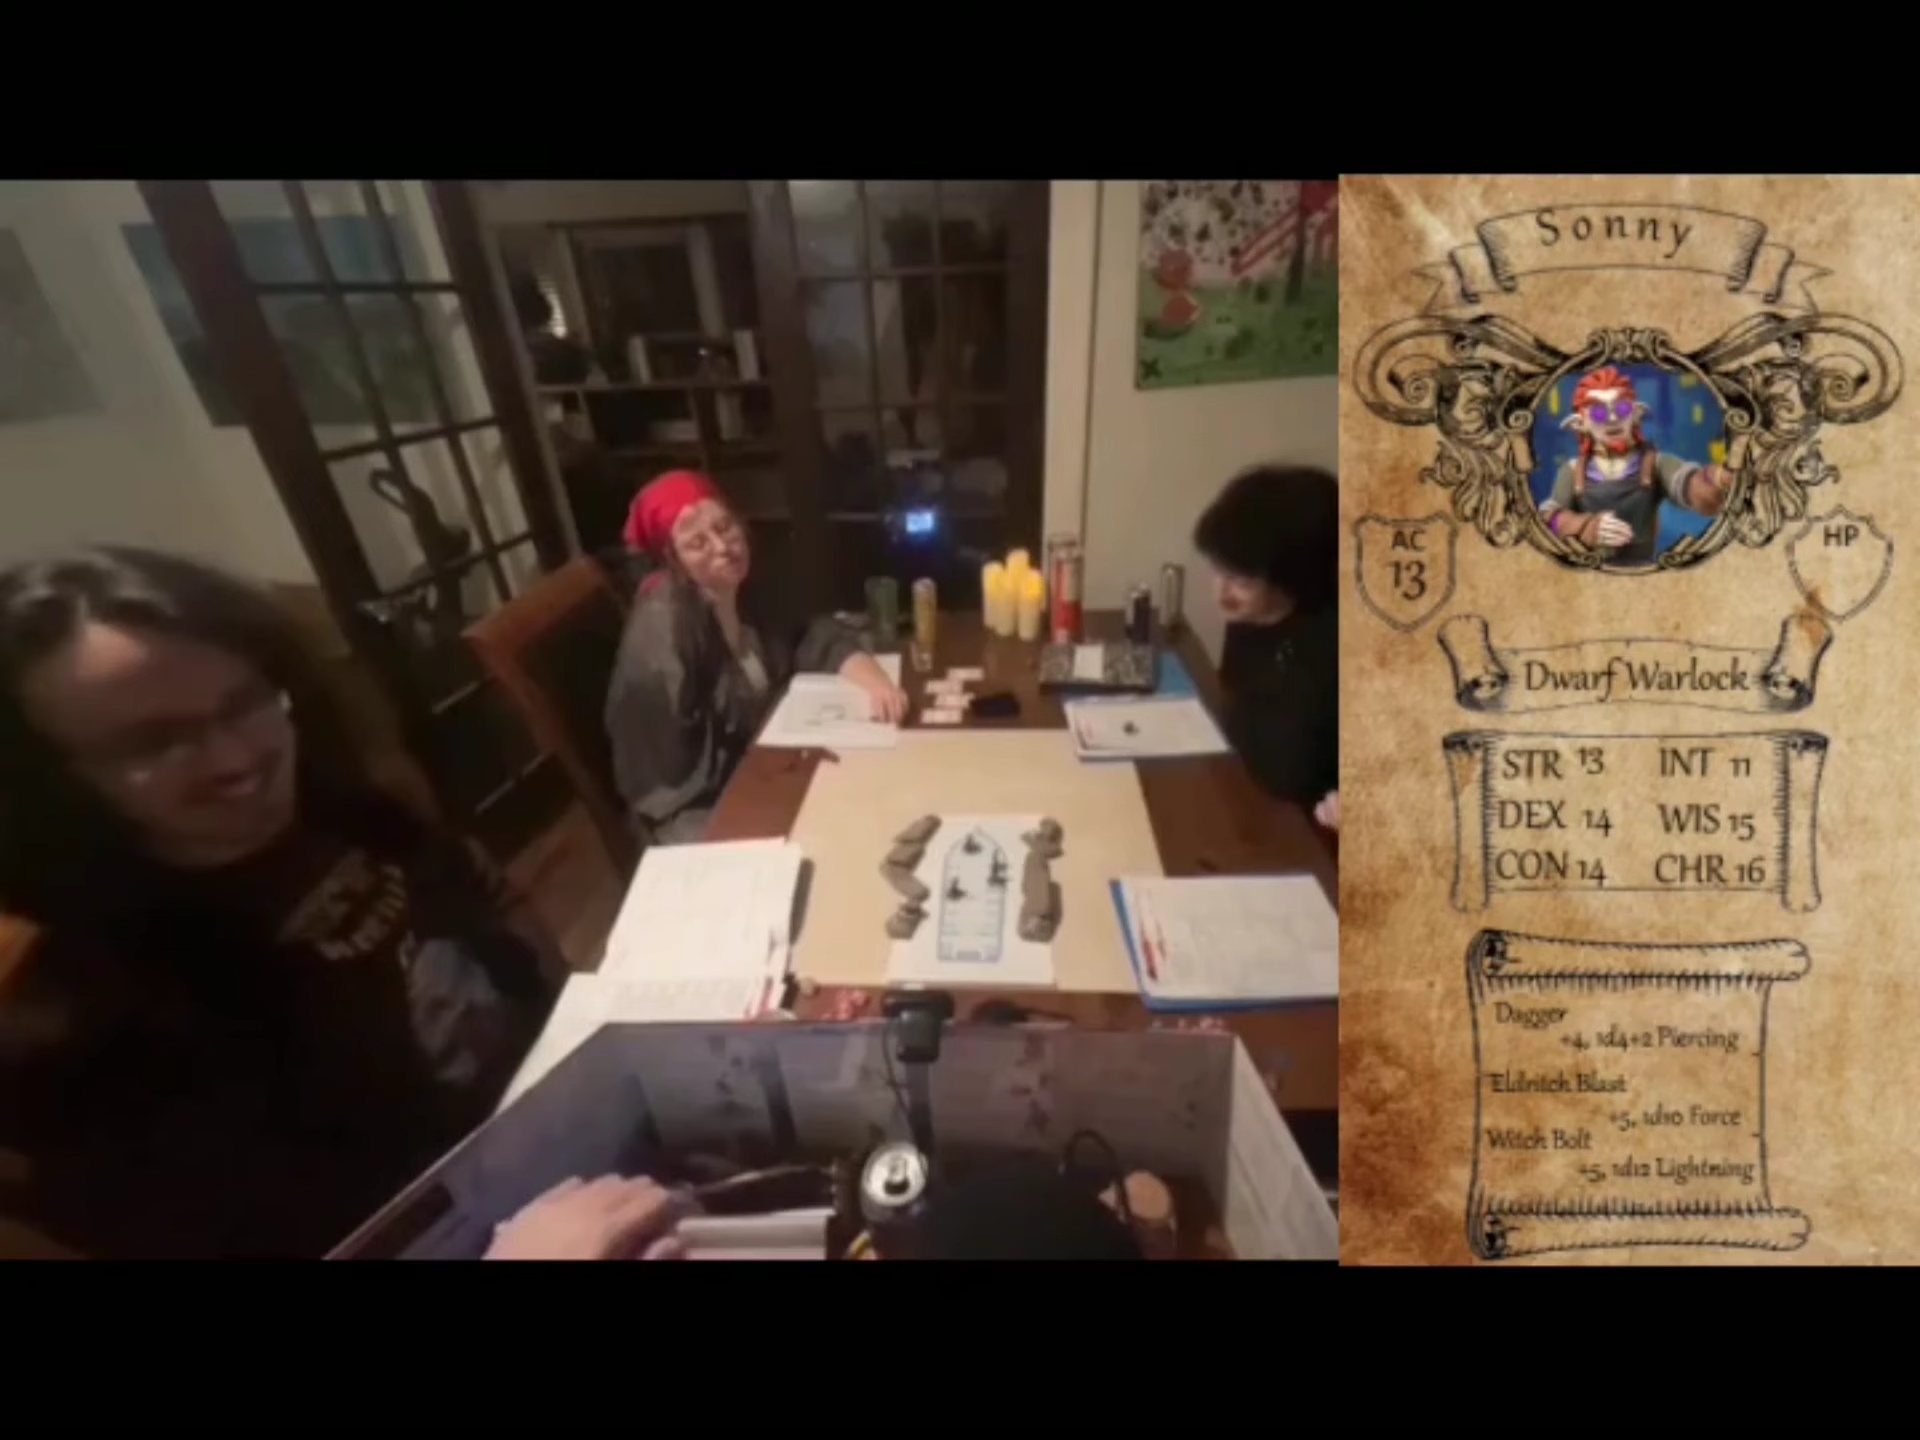 Sonny
AC
13
HP
Dwarf Warlock
STR 13 INT 11
DEX 14 WIS 15
CON 14 CHR 16
Dagger
+4, 1d4+2 Piercing
Eldritch Blast
+5, 1d10 Force
Witch Bolt
+5, 1d12 Lightning